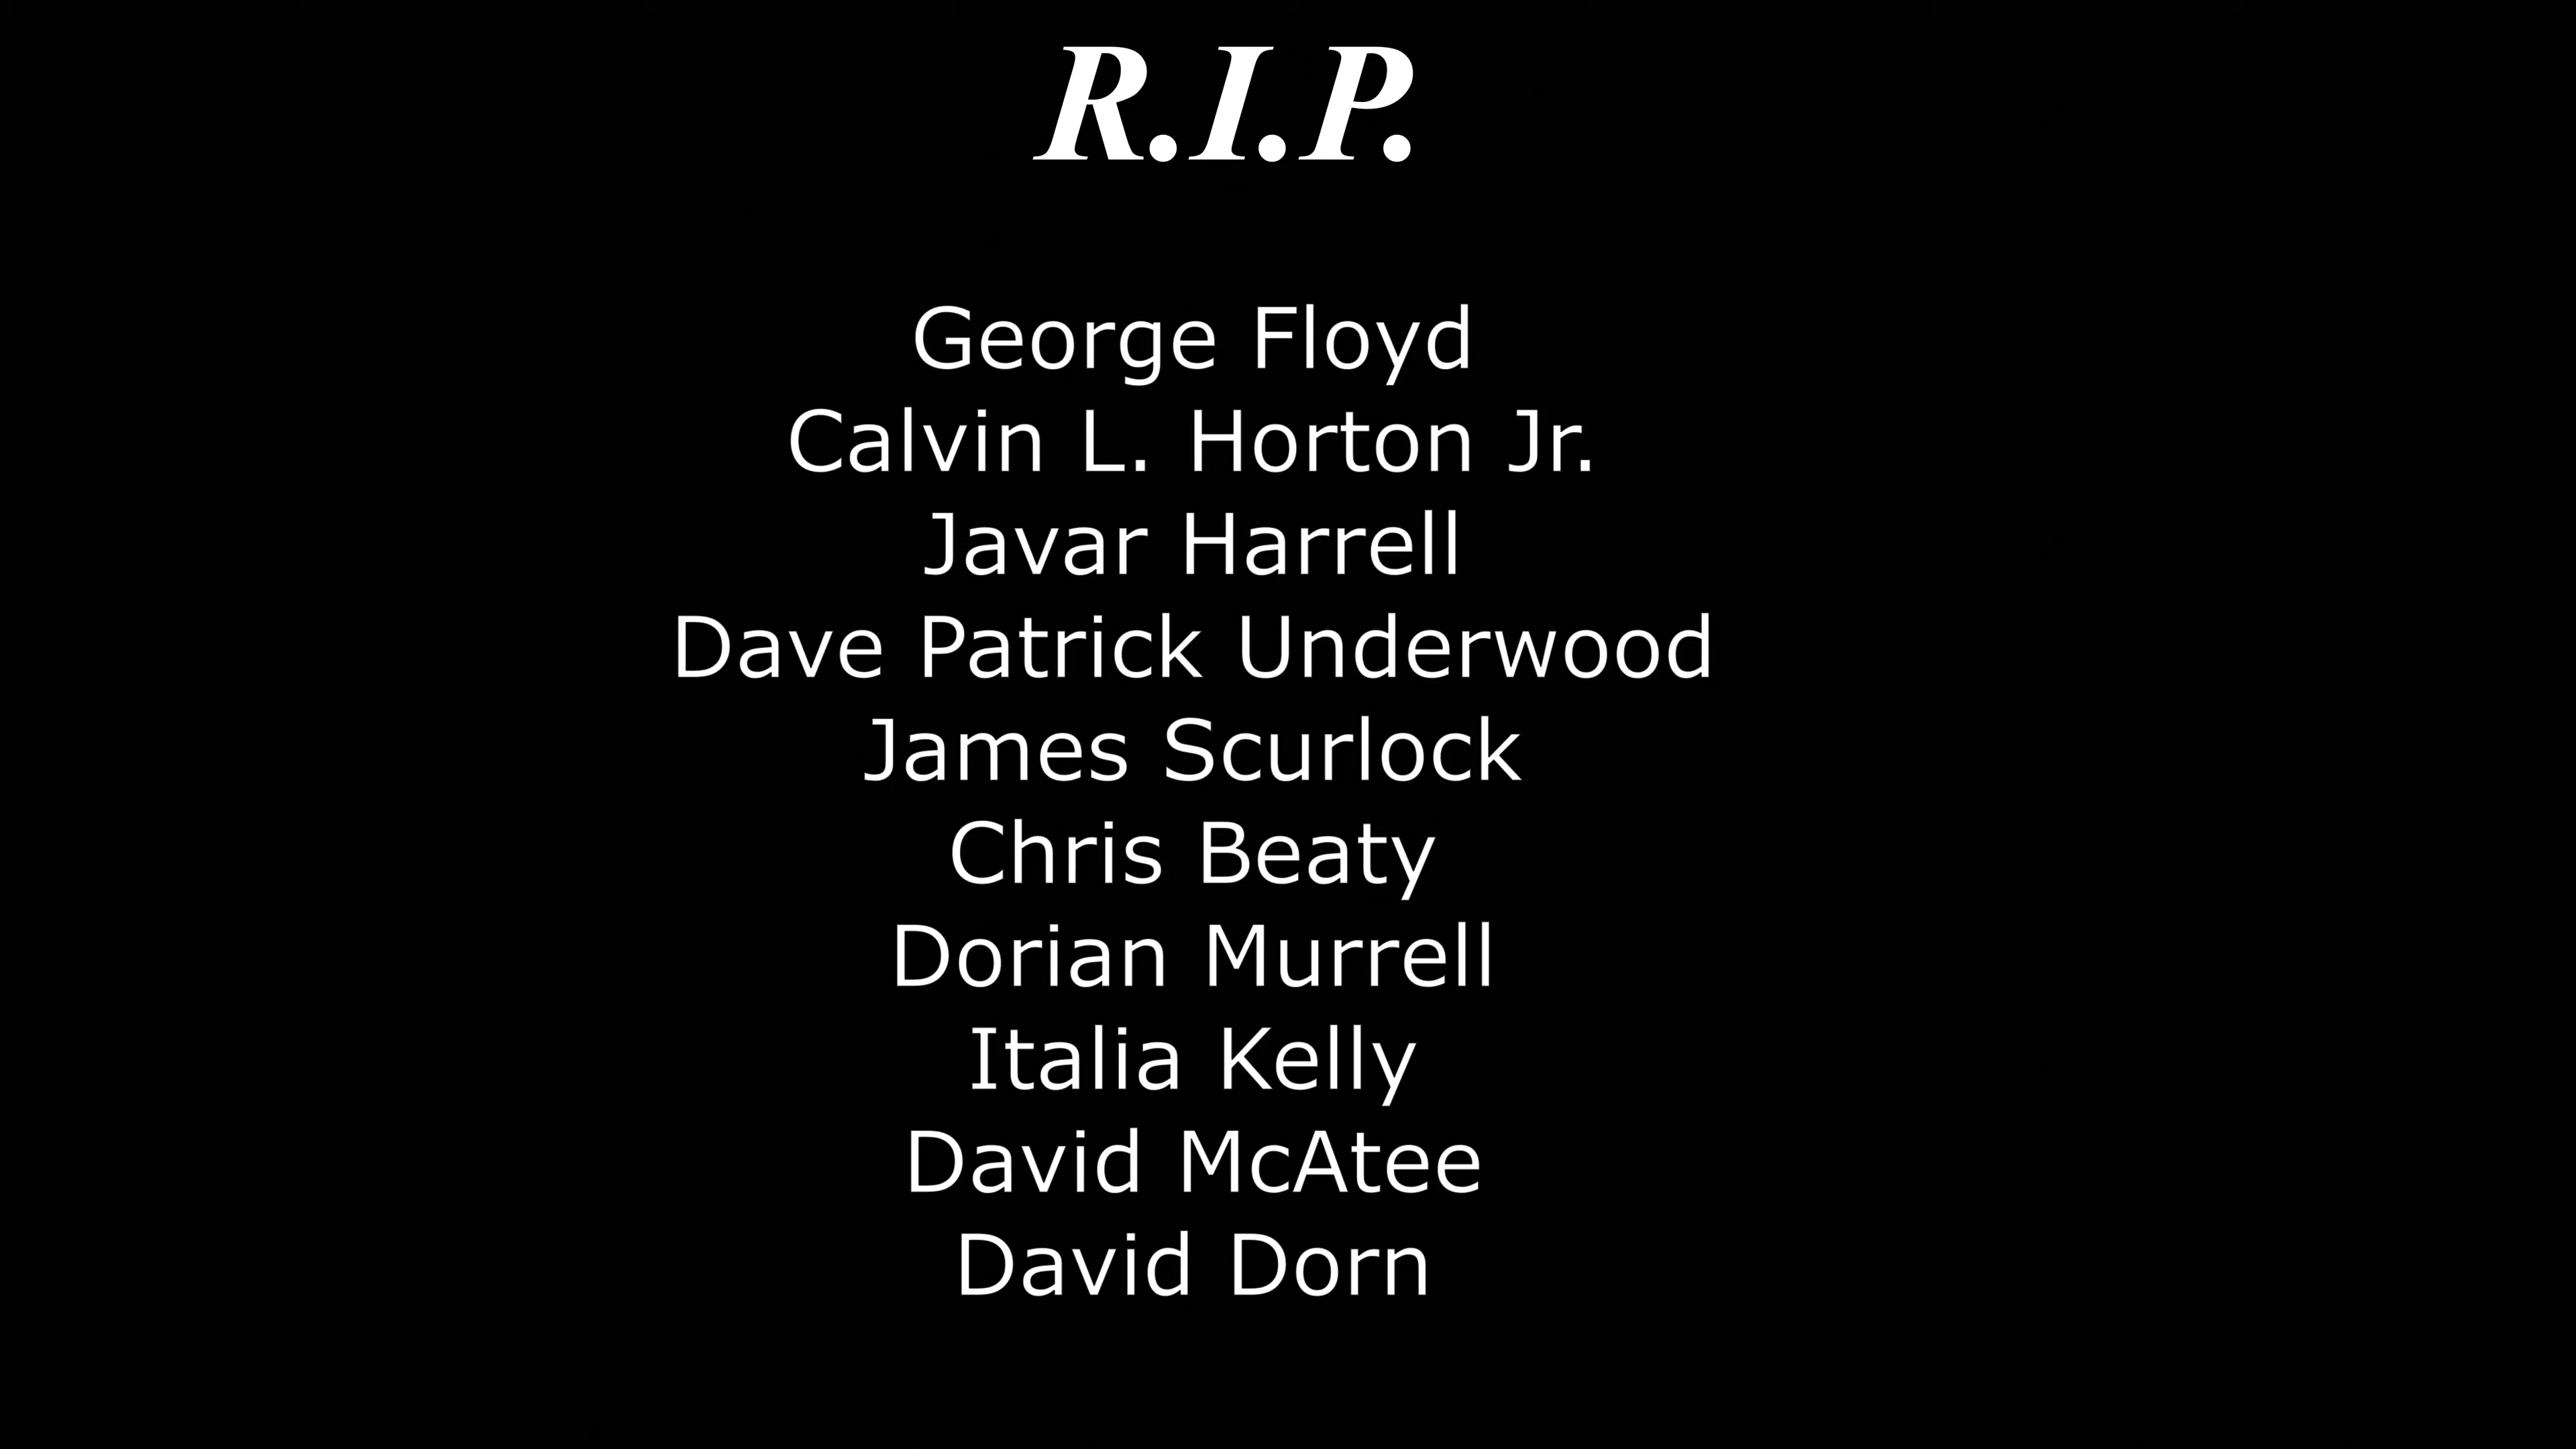 R.I.P.
George Floyd
Calvin L. Horton Jr.
Javar Harrell
Dave Patrick Underwood
James Scurlock
Chris Beaty
Dorian Murrell
Italia Kelly
David McAtee
David Dorn